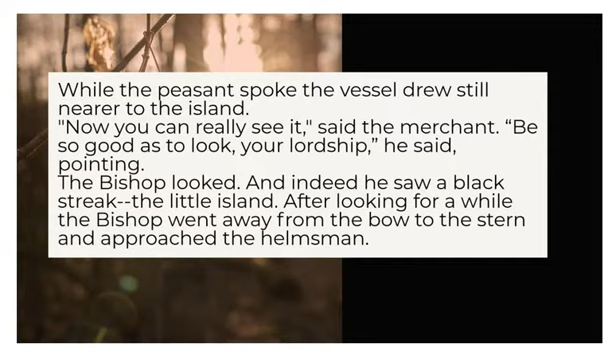 While the peasant spoke the vessel drew still
nearer to the island.
"Now you can really see it," said the merchant. “Be
so good as to look, your lordship,” he said,
pointing.
The Bishop looked. And indeed he saw a black
streak--the little island. After looking for a while
the Bishop went away from the bow to the stern
and approached the helmsman.